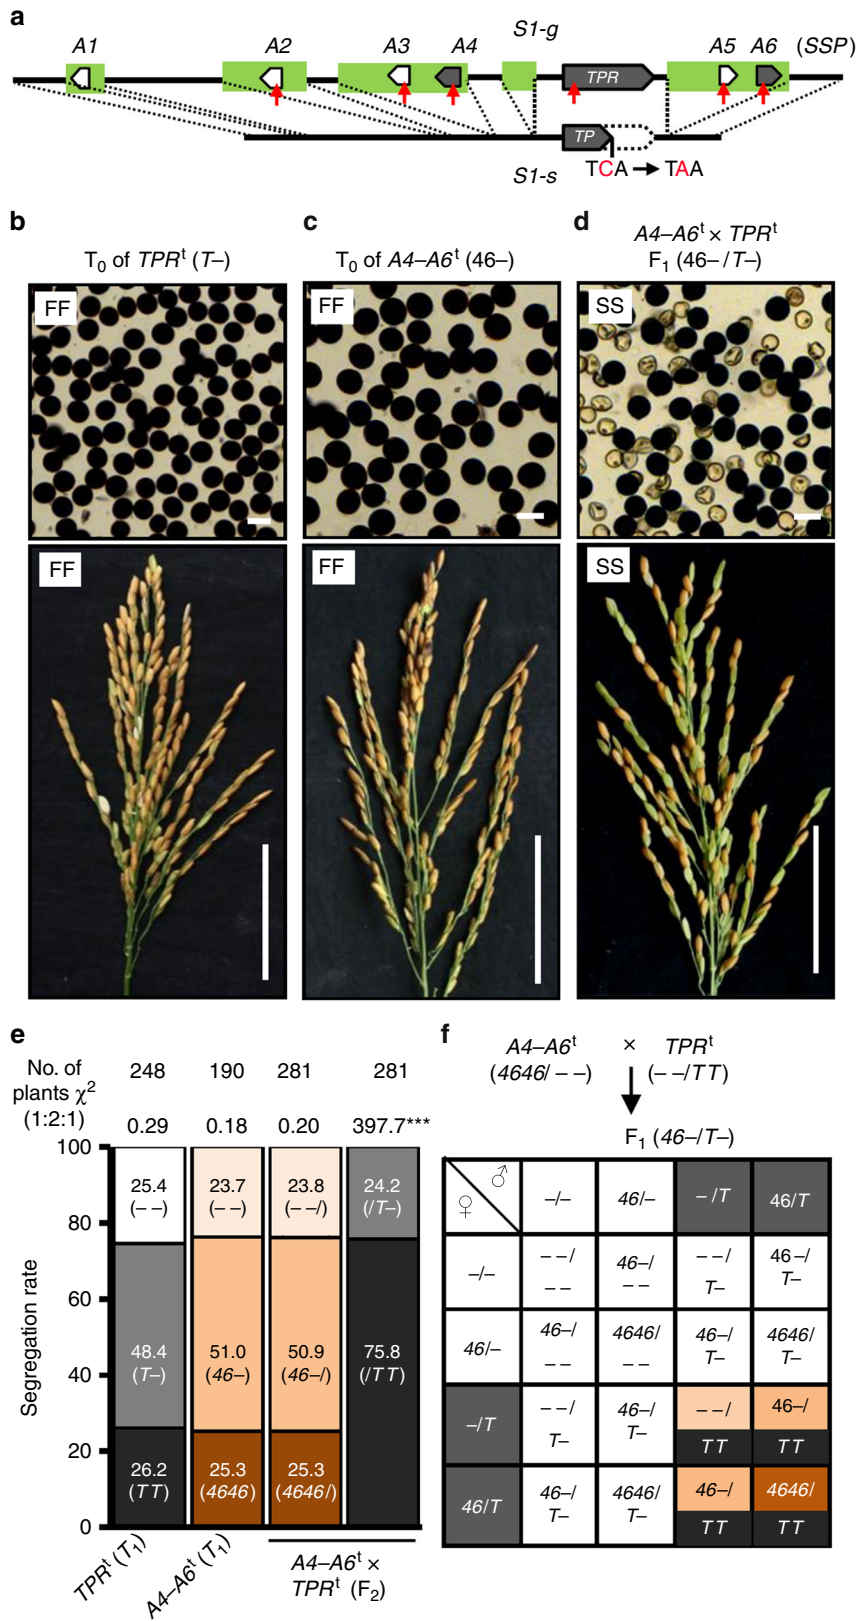 a
S1-g
A1 A2 A3 A4 A5 A6 (SSP)
TPR
TP
S1-s
TCA → TAA
b
T0 of TPRt (T–)
FF
FF
c
T0 of A4–A6t (46–)
FF
FF
d
A4–A6t × TPRt
F1 (46– / T–)
SS
SS
e
No. of plants 248 190 281 281
χ2 (1:2:1) 0.29 0.18 0.20 397.7***
Segregation rate
100
80
60
40
20
0
25.4
(– –)
48.4
(T–)
26.2
(TT)
23.7
(– –)
51.0
(46–)
25.3
(4646)
23.8
(– –/)
50.9
(46–/)
25.3
(4646/)
24.2
(/T–)
75.8
(/TT)
TPRt (T1)
A4–A6t (T1)
A4–A6t ×
TPRt (F2)
f
A4–A6t × TPRt
(4646/ – –) (– –/TT)
F1 (46–/T–)
♂
♀
–/– 46/– –/T 46/T
–/– – –/ – – 46–/ – – – –/ T– 46–/ T–
46/– 46–/ – – 4646/ – – 46–/ T– 4646/ T–
–/T – –/ T– 46–/ T– – –/ TT 46–/ TT
46/T 46–/ T– 4646/ T– 46–/ TT 4646/ TT